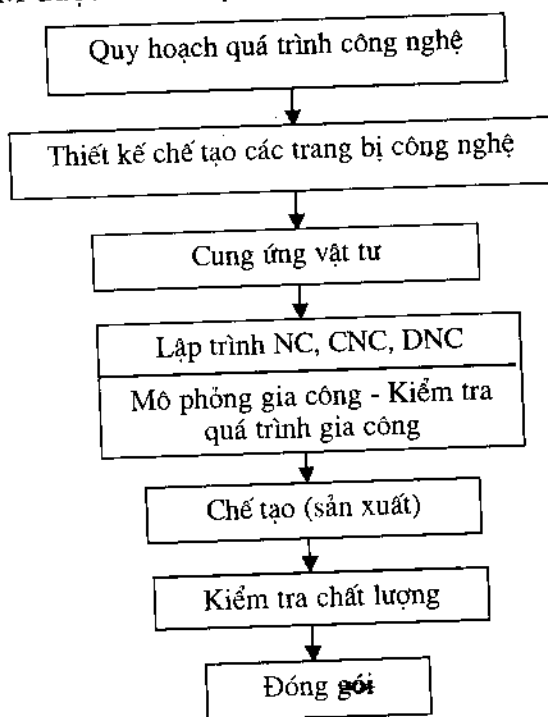 Quy hoạch quá trình công nghệ
Thiết kế chế tạo các trang bị công nghệ
Cung ứng vật tư
Lập trình NC, CNC, DNC
Mô phỏng gia công - Kiểm tra
quá trình gia công
Chế tạo (sản xuất)
Kiểm tra chất lượng
Đóng gói